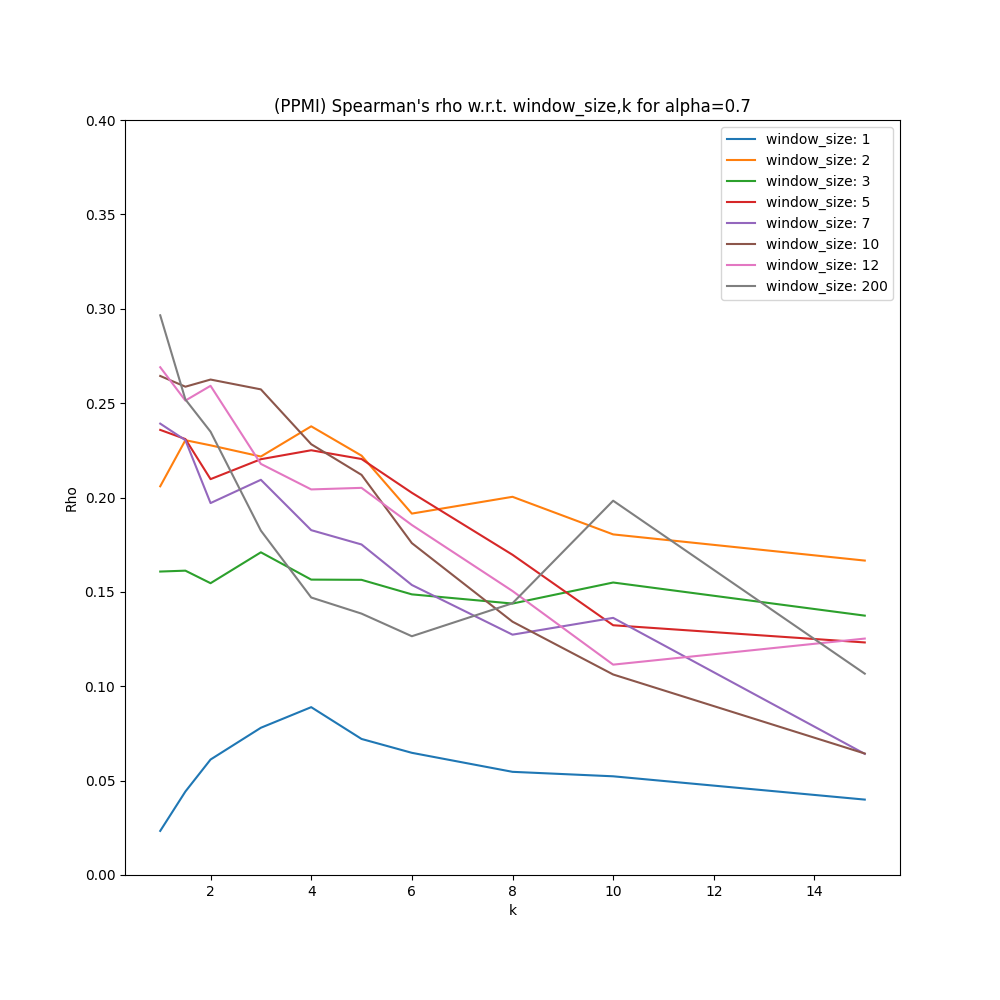 (PPMI) Spearman's rho w.r.t. window_size,k for alpha=0.7
0.40
0.35
0.30
0.25
0.20
0.15
0.10
0.05
0.00
Rho
window_size: 1
window_size: 2
window_size: 3
window_size: 5
window_size: 7
window_size: 10
window_size: 12
window_size: 200
2 4 6 8 10 12 14
k